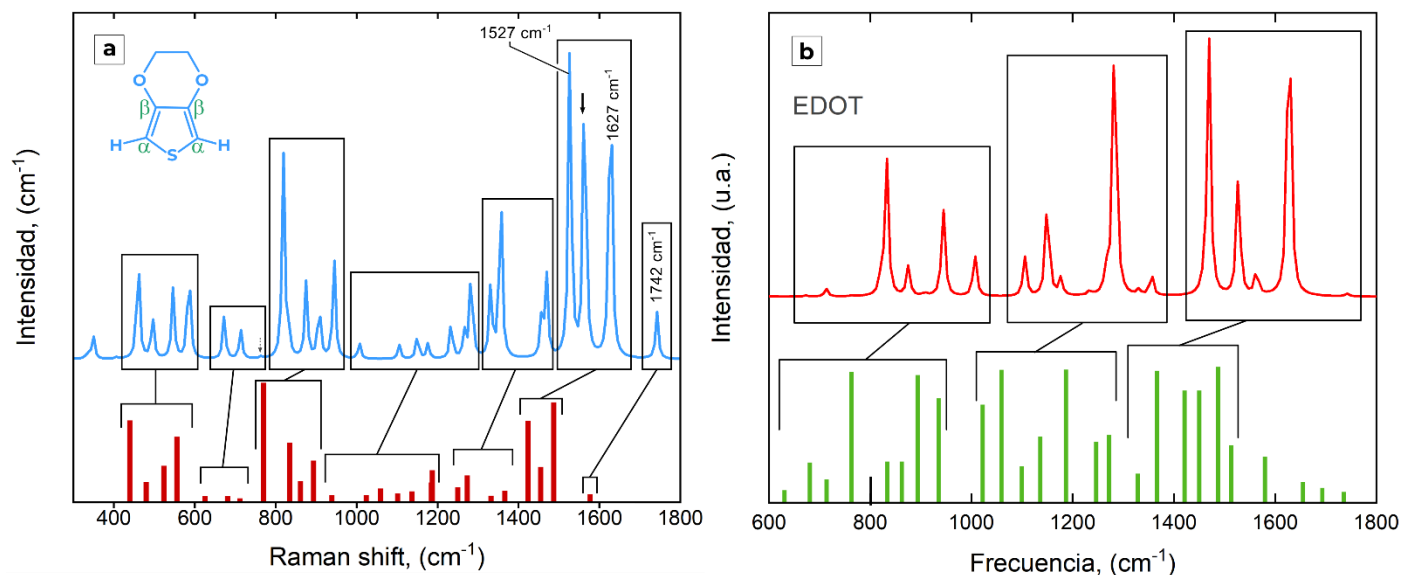 a
O O
β β
H α S α H
1527 cm⁻¹
1627 cm⁻¹
1742 cm⁻¹
Intensidad, (cm⁻¹)
400 600 800 1000 1200 1400 1600 1800
Raman shift, (cm⁻¹)
b
EDOT
Intensidad, (u.a.)
600 800 1000 1200 1400 1600 1800
Frecuencia, (cm⁻¹)